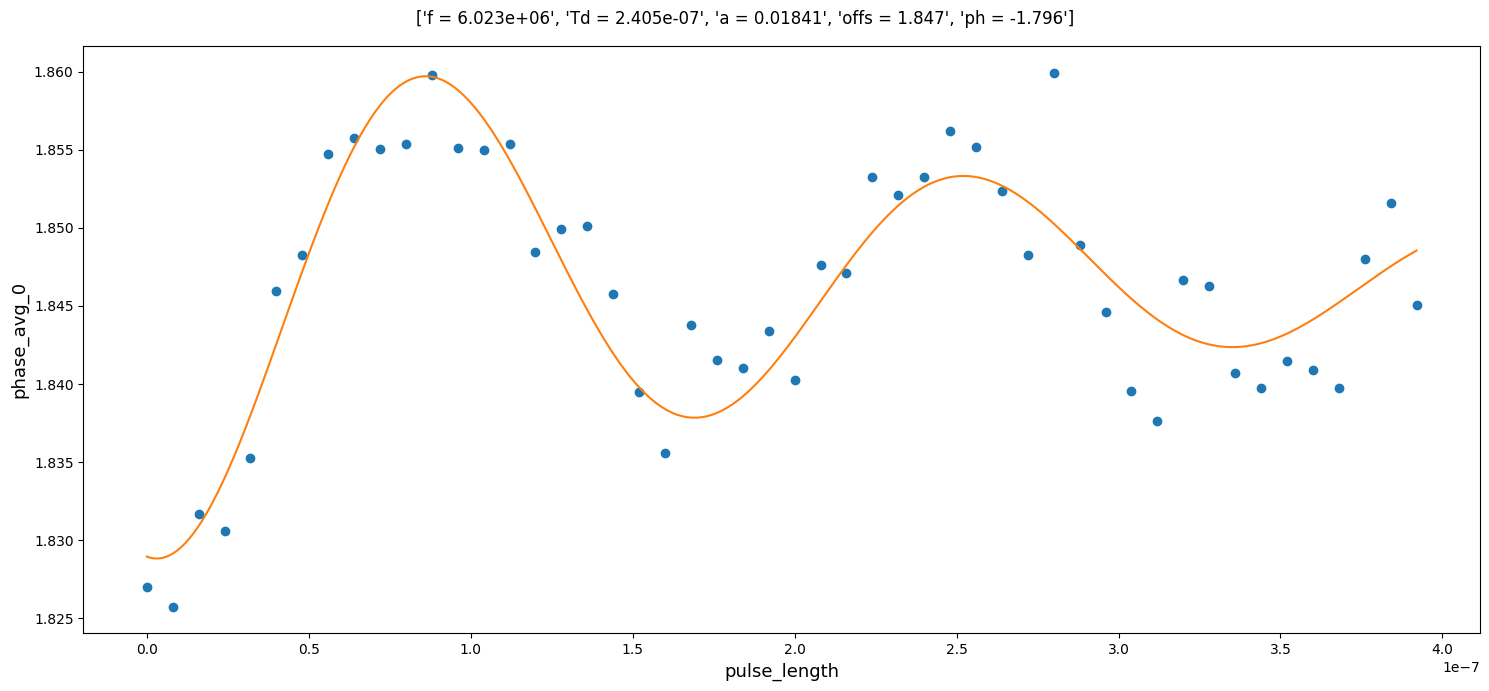 ['f = 6.023e+06', 'Td = 2.405e-07', 'a = 0.01841', 'offs = 1.847', 'ph = -1.796']
1.860
1.855
1.850
1.845
1.840
1.835
1.830
1.825
phase_avg_0
0.0 0.5 1.0 1.5 2.0 2.5 3.0 3.5 4.0
1e−7
pulse_length